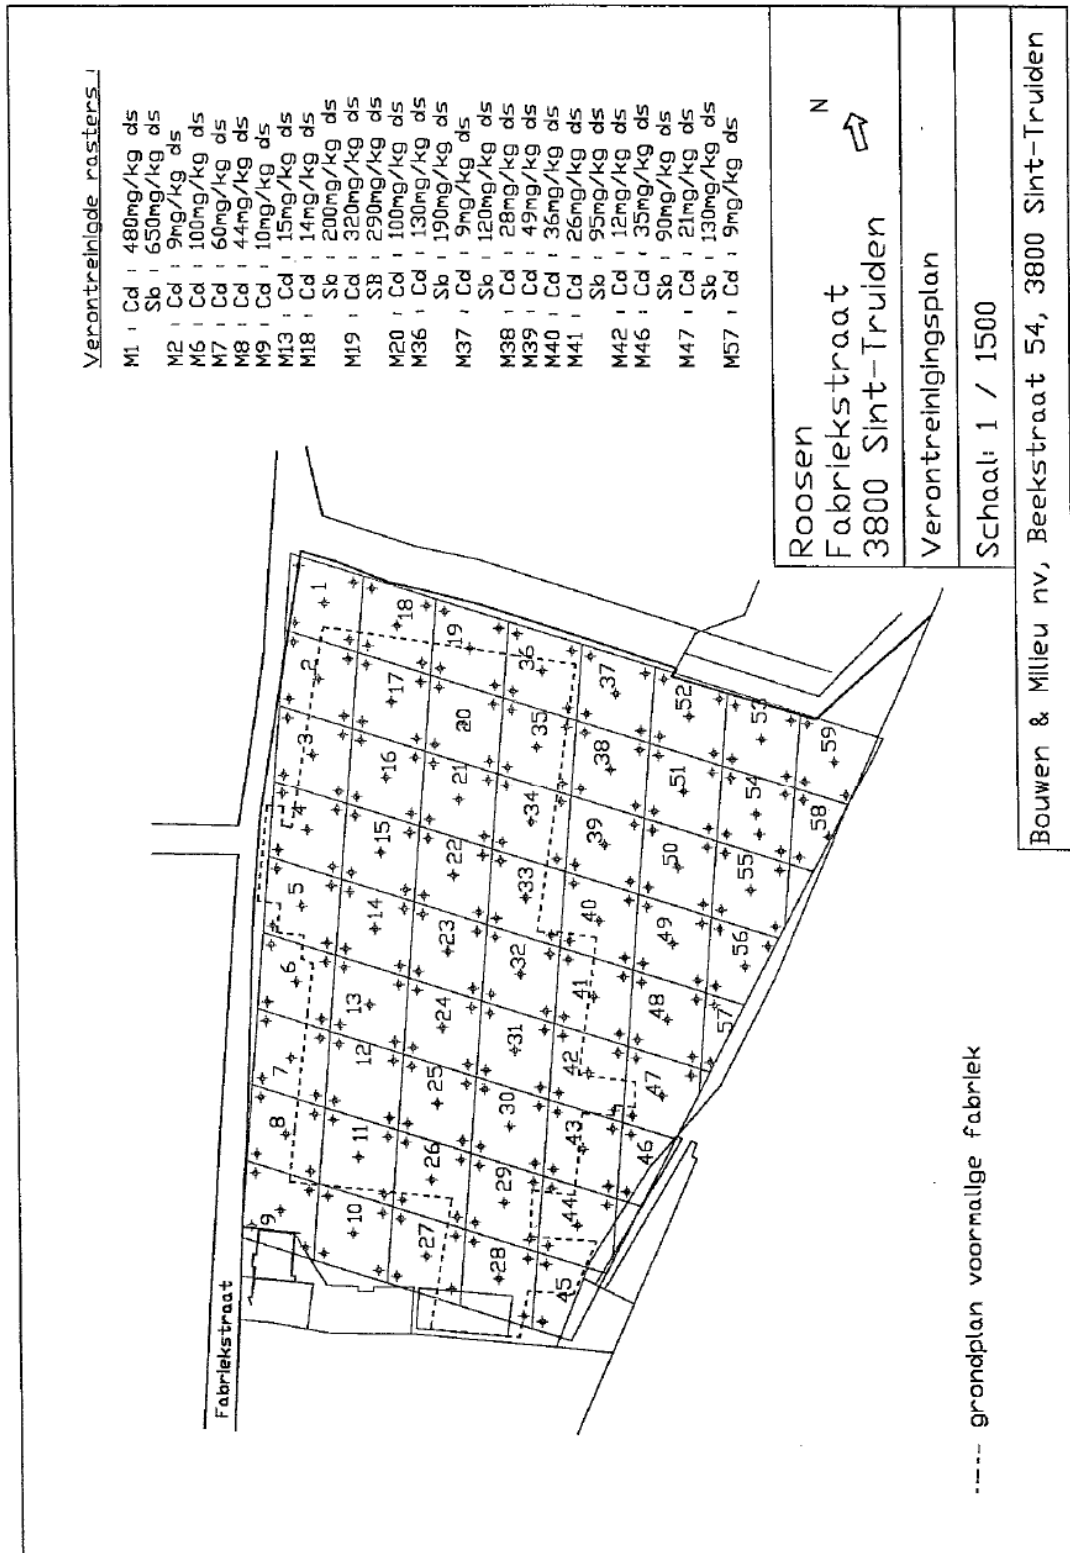 Verontreinigde rasters :
M1 : Cd : 480mg/kg ds
Sb : 650mg/kg ds
M2 : Cd : 9mg/kg ds
M6 : Cd : 100mg/kg ds
M7 : Cd : 60mg/kg ds
M8 : Cd : 44mg/kg ds
M9 : Cd : 10mg/kg ds
M13 : Cd : 15mg/kg ds
M18 : Cd : 14mg/kg ds
Sb : 200mg/kg ds
M19 : Cd : 320mg/kg ds
SB : 290mg/kg ds
M20 : Cd : 100mg/kg ds
M36 : Cd : 130mg/kg ds
Sb : 190mg/kg ds
M37 : Cd : 9mg/kg ds
Sb : 120mg/kg ds
M38 : Cd : 28mg/kg ds
M39 : Cd : 49mg/kg ds
M40 : Cd : 36mg/kg ds
M41 : Cd : 26mg/kg ds
Sb : 95mg/kg ds
M42 : Cd : 12mg/kg ds
M46 : Cd : 35mg/kg ds
Sb : 90mg/kg ds
M47 : Cd : 21mg/kg ds
Sb : 130mg/kg ds
M57 : Cd : 9mg/kg ds
Fabriekstraat
9 8 7 6 5 4 3 2 1
10 11 12 13 14 15 16 17 18
27 26 25 24 23 22 21 20 19
28 29 30 31 32 33 34 35 36
45 44 43 42 41 40 39 38 37
46 47 48 49 50 51 52
57 56 55 54 53
58 59
---- grondplan voormalige fabriek
Roosen
Fabriekstraat
3800 Sint-Truiden
N
Verontreinigingsplan
Schaal: 1 / 1500
Bouwen & Milieu nv, Beekstraat 54, 3800 Sint-Truiden